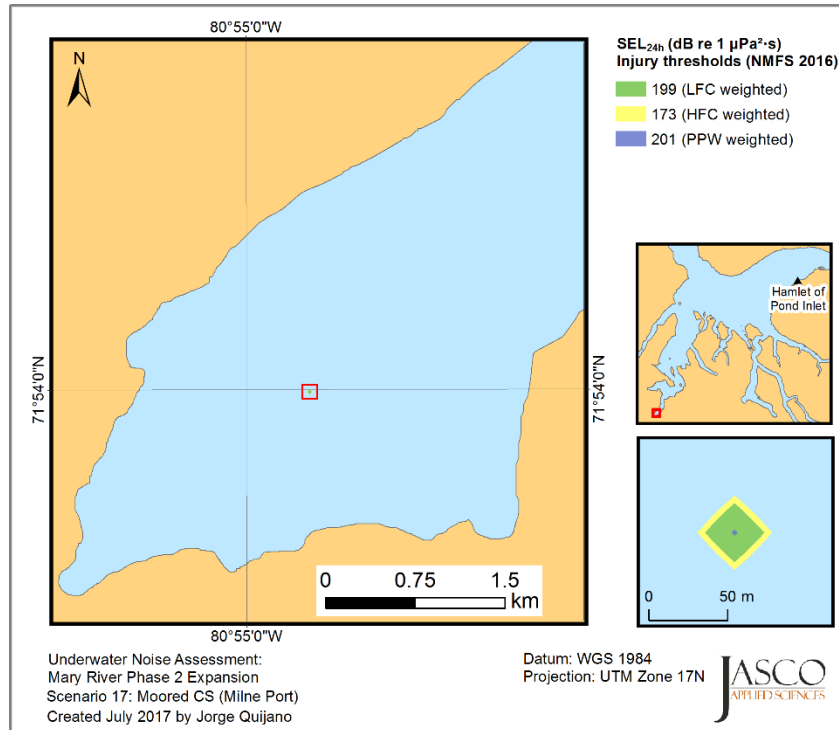 80°55'0"W
N
71°54'0"N
71°54'0"N
0 0.75 1.5
km
80°55'0"W
SEL24h (dB re 1 µPa²·s)
Injury thresholds (NMFS 2016)
199 (LFC weighted)
173 (HFC weighted)
201 (PPW weighted)
Hamlet of
Pond Inlet
0 50 m
Underwater Noise Assessment:
Mary River Phase 2 Expansion
Scenario 17: Moored CS (Milne Port)
Created July 2017 by Jorge Quijano
Datum: WGS 1984
Projection: UTM Zone 17N
JASCO
APPLIED SCIENCES